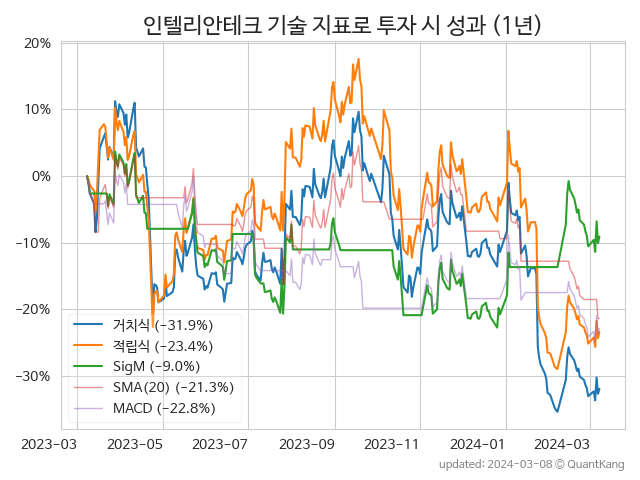 인텔리안테크 기술 지표로 투자 시 성과 (1년)
20%
10%
0%
−10%
−20%
−30%
거치식 (−31.9%)
적립식 (−23.4%)
SigM (−9.0%)
SMA(20) (−21.3%)
MACD (−22.8%)
2023−03 2023−05 2023−07 2023−09 2023−11 2024−01 2024−03
updated: 2024−03−08 © QuantKang